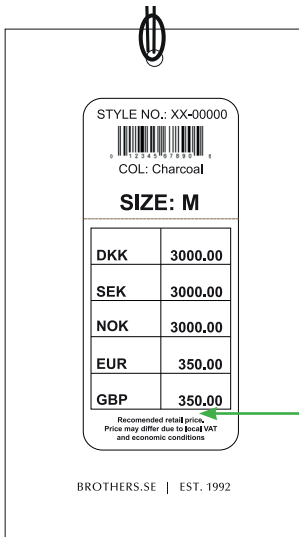 STYLE NO.: XX-00000
0 12345 67890 6
COL: Charcoal
SIZE: M
DKK 3000.00
SEK 3000.00
NOK 3000.00
EUR 350.00
GBP 350.00
Recomended retail price.
Price may differ due to local VAT
and economic conditions
BROTHERS.SE | EST. 1992